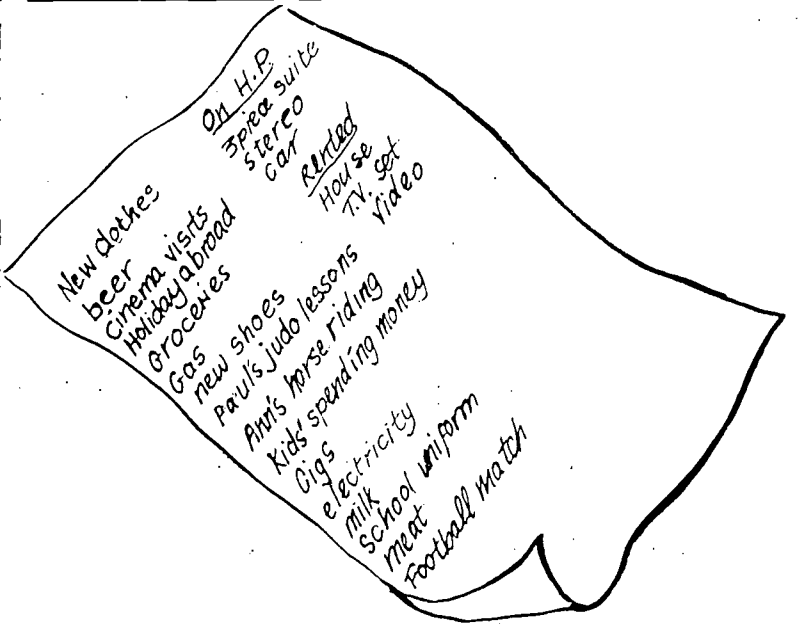 New clothes
beer
Cinema visits
Holiday abroad
Groceries
Gas
new shoes
Paul's judo lessons
Ann's horse riding
Kids' spending money
Cigs
electricity
milk
school uniform
meat
Football match
On H.P.
3 piece suite
stereo
car
Rented
House
T.V. set
Video